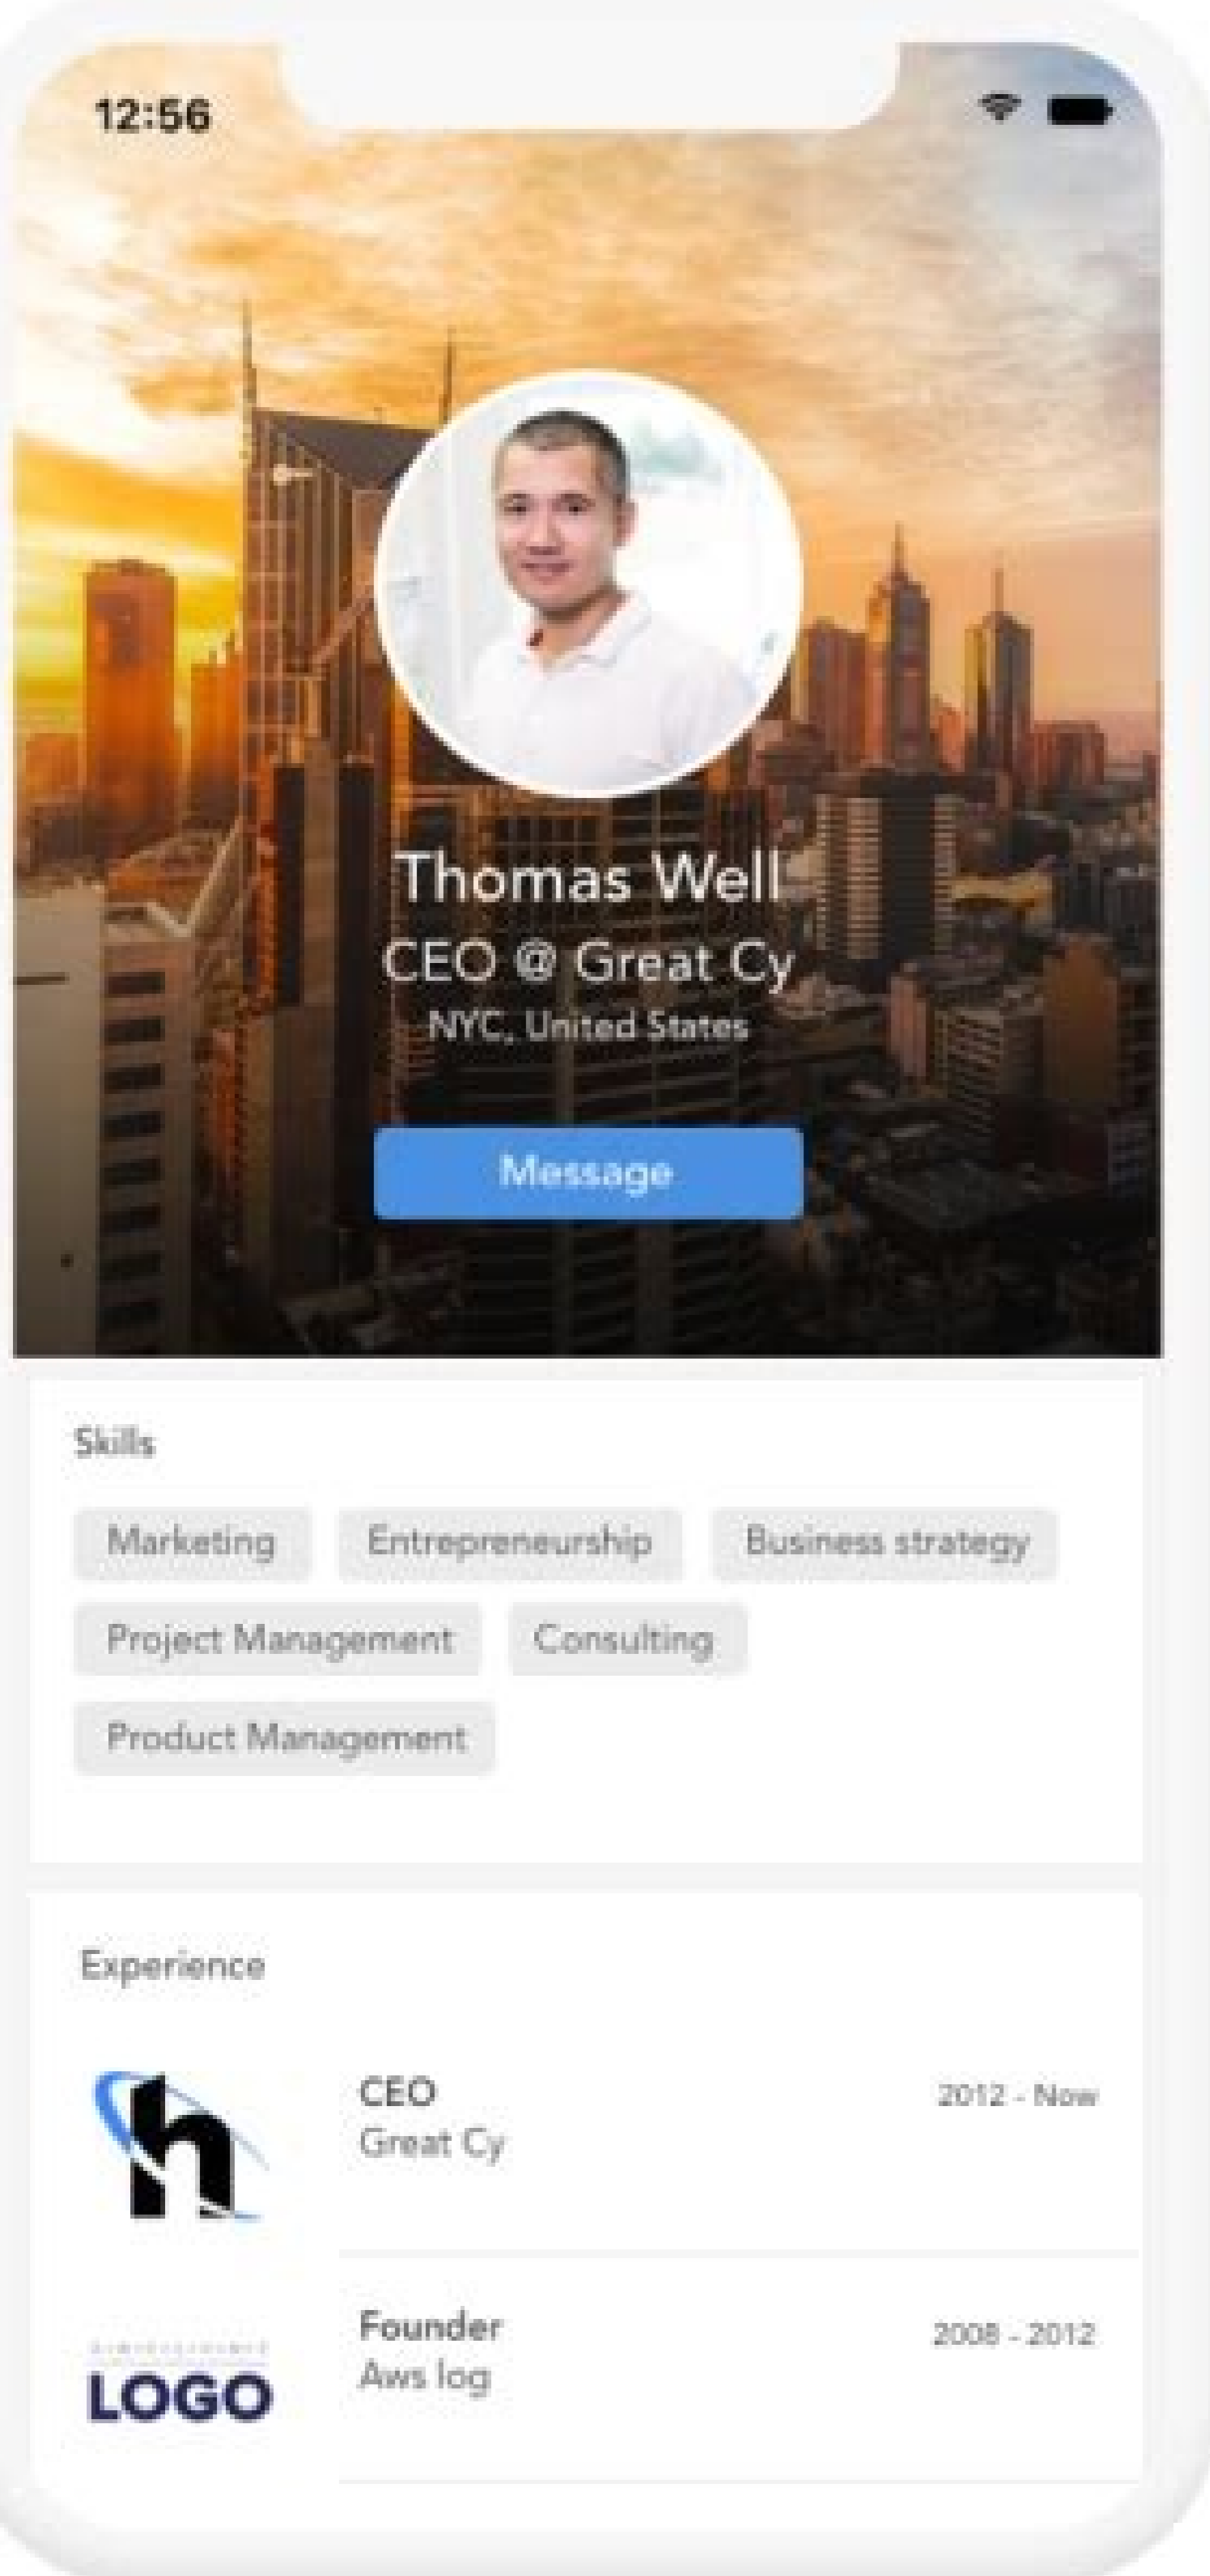 12:56
Thomas Well
CEO @ Great Cy
NYC, United States
Message
Skills
Marketing Entrepreneurship Business strategy
Project Management Consulting
Product Management
Experience
h
CEO 2012 - Now
Great Cy
Founder 2008 - 2012
Aws log
LOGO